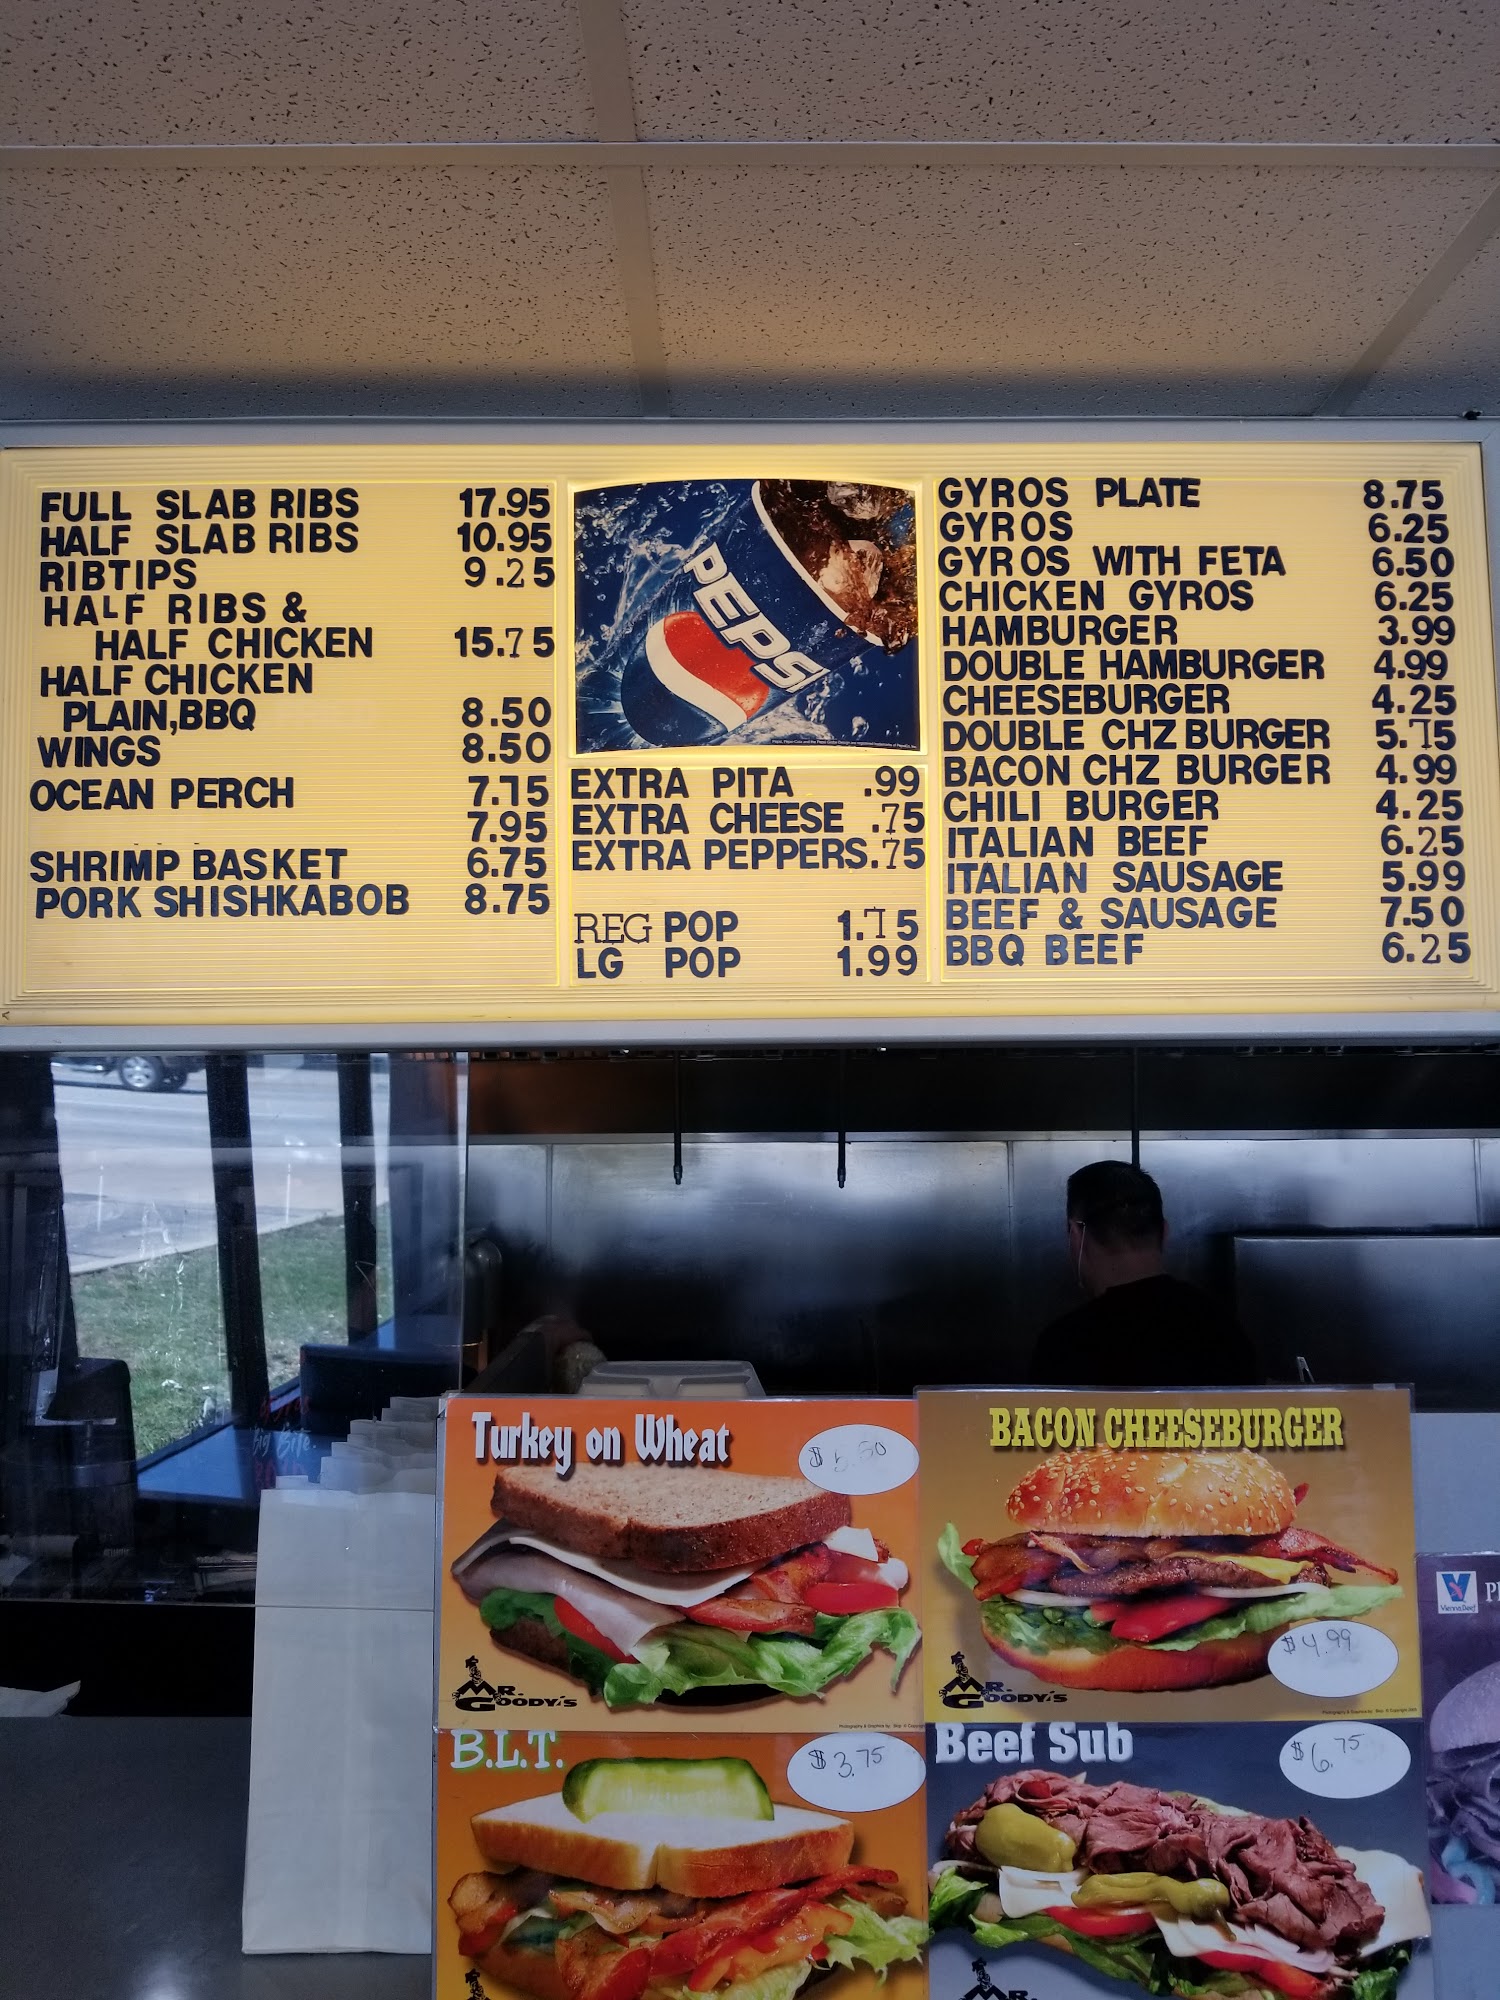 FULL SLAB RIBS 17.95
HALF SLAB RIBS 10.95
RIBTIPS 9.25
HALF RIBS &
HALF CHICKEN 15.75
HALF CHICKEN
PLAIN,BBQ 8.50
WINGS 8.50
OCEAN PERCH 7.75
7.95
SHRIMP BASKET 6.75
PORK SHISHKABOB 8.75
PEPSI
EXTRA PITA .99
EXTRA CHEESE .75
EXTRA PEPPERS .75
REG POP 1.75
LG POP 1.99
GYROS PLATE 8.75
GYROS 6.25
GYROS WITH FETA 6.50
CHICKEN GYROS 6.25
HAMBURGER 3.99
DOUBLE HAMBURGER 4.99
CHEESEBURGER 4.25
DOUBLE CHZ BURGER 5.75
BACON CHZ BURGER 4.99
CHILI BURGER 4.25
ITALIAN BEEF 6.25
ITALIAN SAUSAGE 5.99
BEEF & SAUSAGE 7.50
BBQ BEEF 6.25
Big Bite
Turkey on Wheat
MR.
GOODY'S
BACON CHEESEBURGER
$4.99
MR.
GOODY'S
B.L.T.
$3.75
Beef Sub
$6.75
MR.
V
Vienna Beef